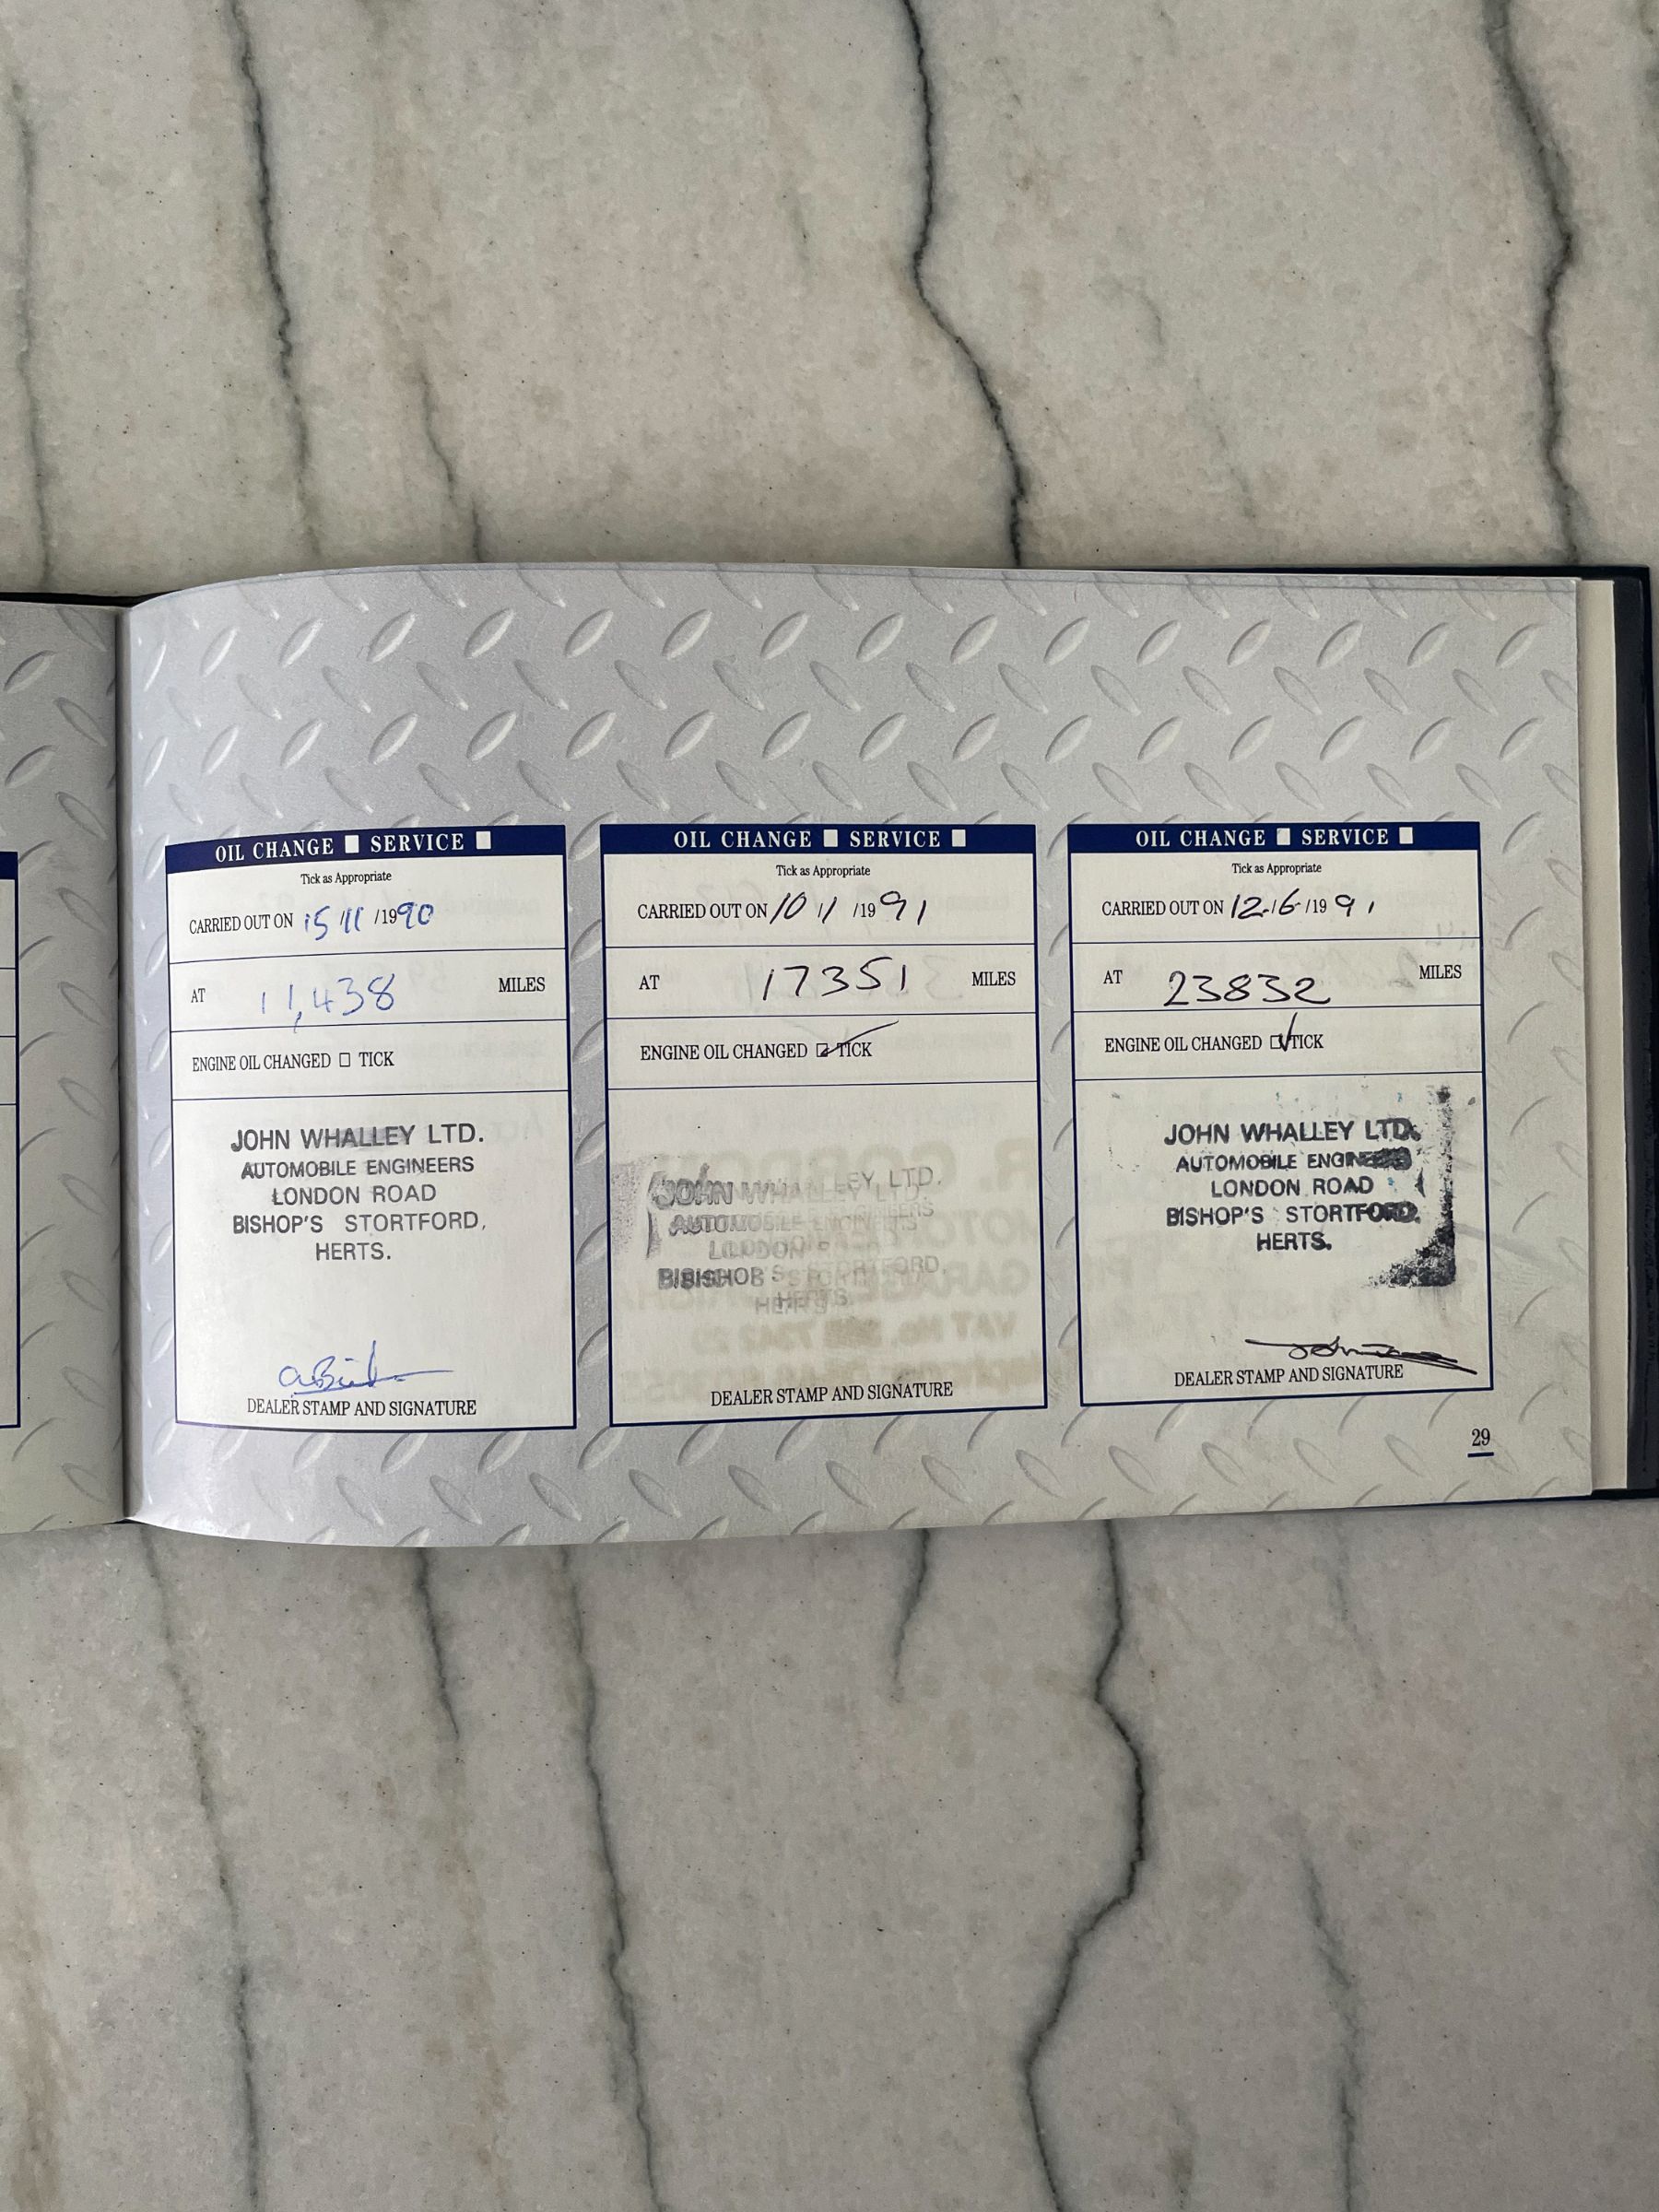 OIL CHANGE SERVICE
Tick as Appropriate
CARRIED OUT ON 15/11/1990
AT 11,438 MILES
ENGINE OIL CHANGED TICK
JOHN WHALLEY LTD.
AUTOMOBILE ENGINEERS
LONDON ROAD
BISHOP'S STORTFORD,
HERTS.
DEALER STAMP AND SIGNATURE
OIL CHANGE SERVICE
Tick as Appropriate
CARRIED OUT ON 10/1/1991
AT 17351 MILES
ENGINE OIL CHANGED TICK
JOHN WHALLEY LTD.
AUTOMOBILE ENGINEERS
LONDON
BISHOP'S STORTFORD,
HERTS.
DEALER STAMP AND SIGNATURE
OIL CHANGE SERVICE
Tick as Appropriate
CARRIED OUT ON 12/6/1991
AT 23832 MILES
ENGINE OIL CHANGED TICK
JOHN WHALLEY LTD.
AUTOMOBILE ENGINEERS
LONDON ROAD
BISHOP'S STORTFORD.
HERTS.
DEALER STAMP AND SIGNATURE
29